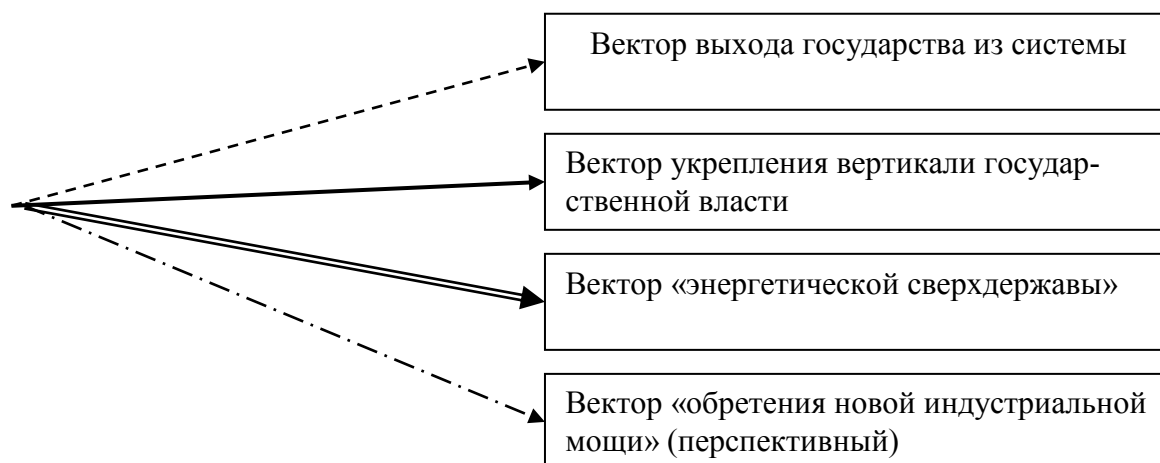 Вектор выхода государства из системы
Вектор укрепления вертикали государ-
ственной власти
Вектор «энергетической сверхдержавы»
Вектор «обретения новой индустриальной
мощи» (перспективный)